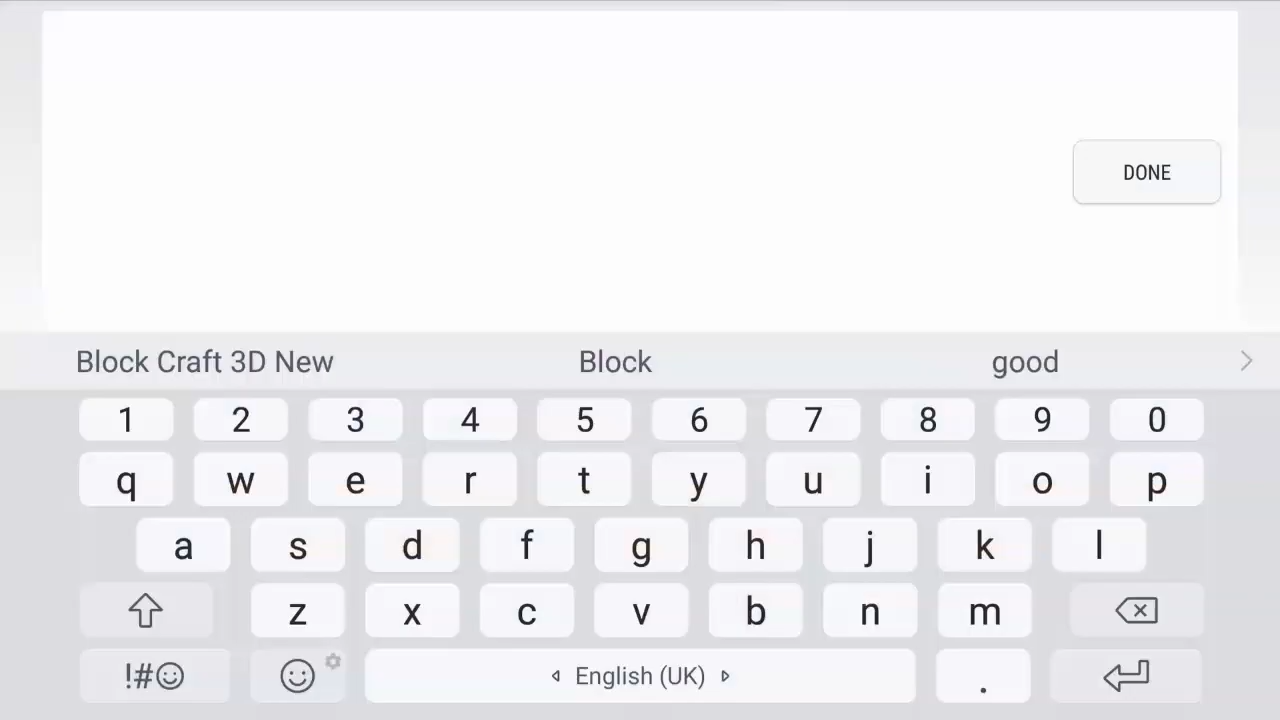 DONE
Block Craft 3D New Block good
1 2 3 4 5 6 7 8 9 0
q w e r t y u i o p
a s d f g h j k l
z x c v b n m
!#☺ English (UK) .